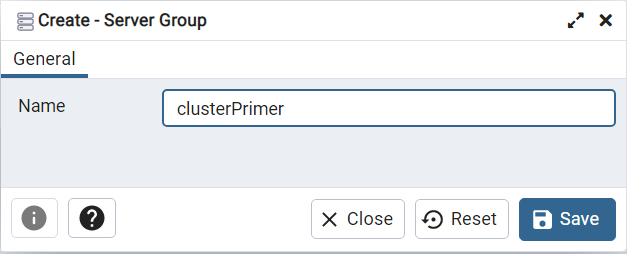 Create - Server Group
General
Name
clusterPrimer
Close
Reset
Save